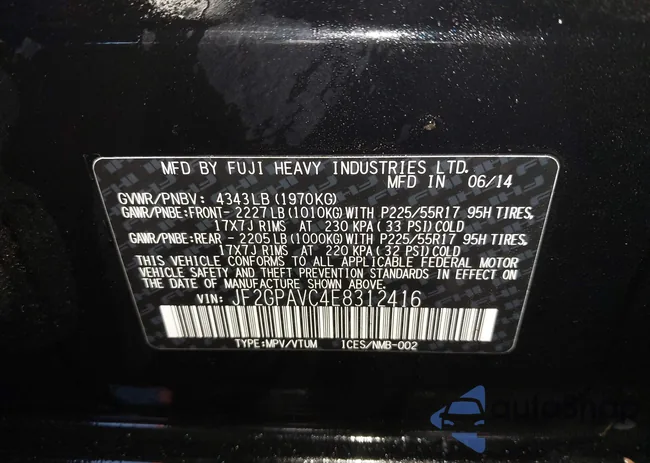 MFD BY FUJI HEAVY INDUSTRIES LTD.
MFD IN 06/14
GVWR/PNBV: 4343LB (1970KG)
GAWR/PNBE:FRONT- 2227LB(1010KG) WITH P225/55R17 95H TIRES,
17X7J RIMS AT 230 KPA (33 PSI) COLD
GAWR/PNBE:REAR - 2205LB(1000KG) WITH P225/55R17 95H TIRES,
17X7J RIMS AT 220 KPA (32 PSI) COLD
THIS VEHICLE CONFORMS TO ALL APPLICABLE FEDERAL MOTOR
VEHICLE SAFETY AND THEFT PREVENTION STANDARDS IN EFFECT
ON THE DATE OF MANUFACTURE SHOWN ABOVE.
VIN: JF2GPAVC4E8312416
TYPE:MPV/VTUM ICES/NMB-002
autoshop